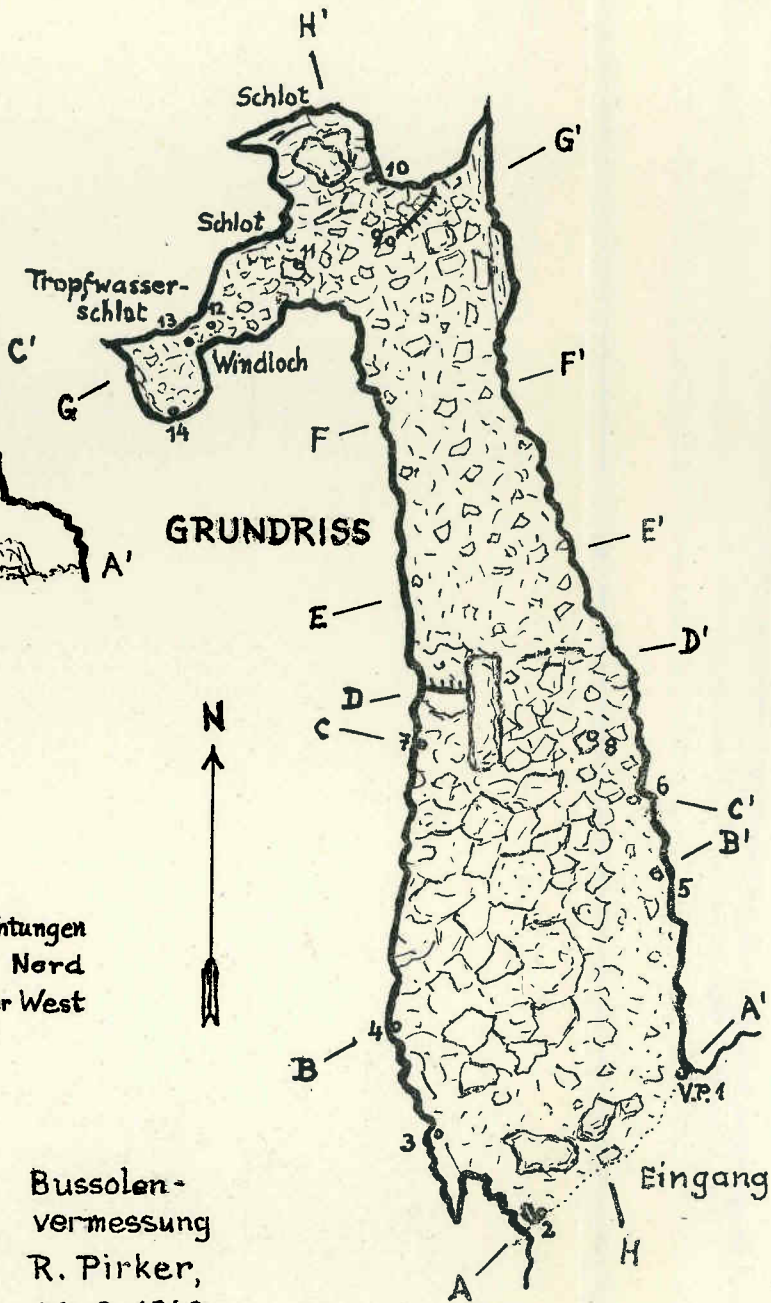 H'
Schlot
G'
10
9
Schlot
11
Tropfwasser-
schlot
13
12
C'
Windloch
F'
G
14
F
GRUNDRISS
E'
A'
E
D'
D
N
C
7
8
6
C'
B'
5
htungen
Nord
r West
A'
4
B
V.P.1
3
Bussolen-
vermessung
Eingang
2
H
R. Pirker,
A